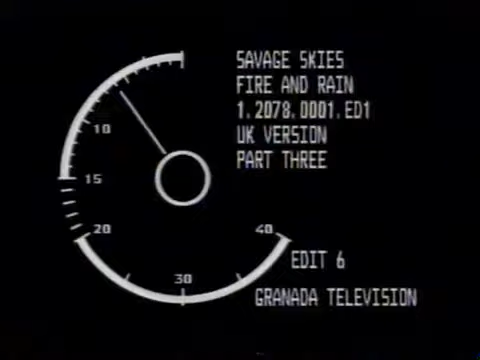 SAVAGE SKIES
FIRE AND RAIN
1.2078.0001.ED1
UK VERSION
PART THREE
10
15
20
30
40
EDIT 6
GRANADA TELEVISION